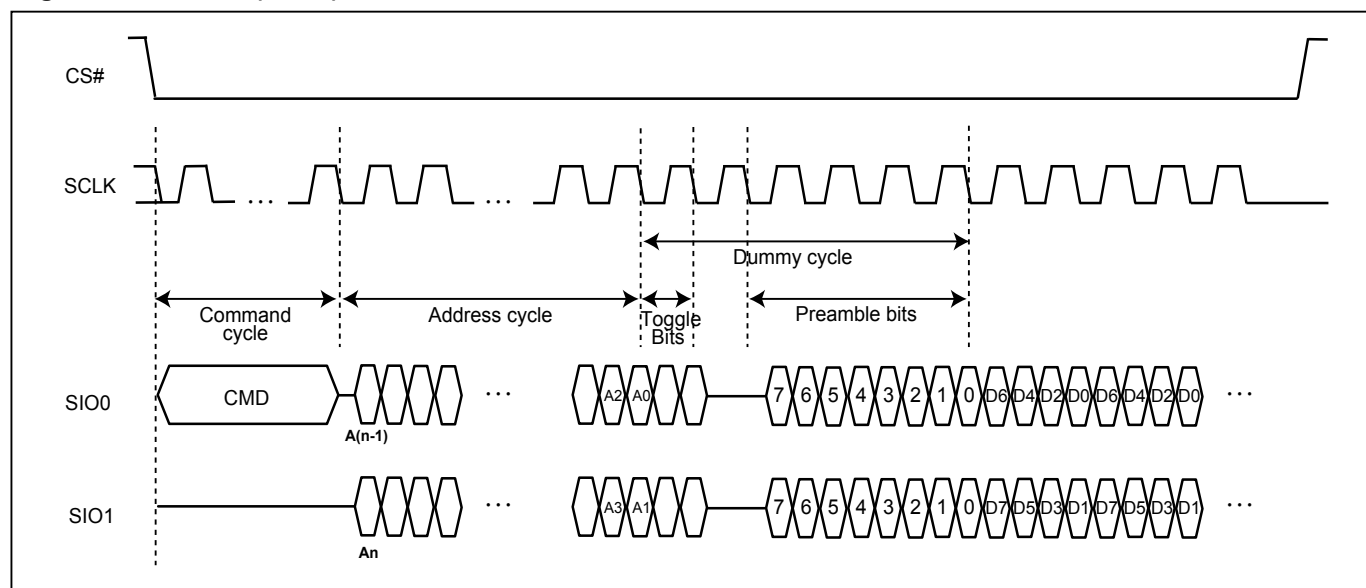 CS#
SCLK
...
...
Dummy cycle
Command
cycle
Address cycle
Toggle
Bits
Preamble bits
SIO0
CMD
...
A2 A0
7 6 5 4 3 2 1 0 D6 D4 D2 D0 D6 D4 D2 D0
...
A(n-1)
SIO1
...
A3 A1
7 6 5 4 3 2 1 0 D7 D5 D3 D1 D7 D5 D3 D1
...
An